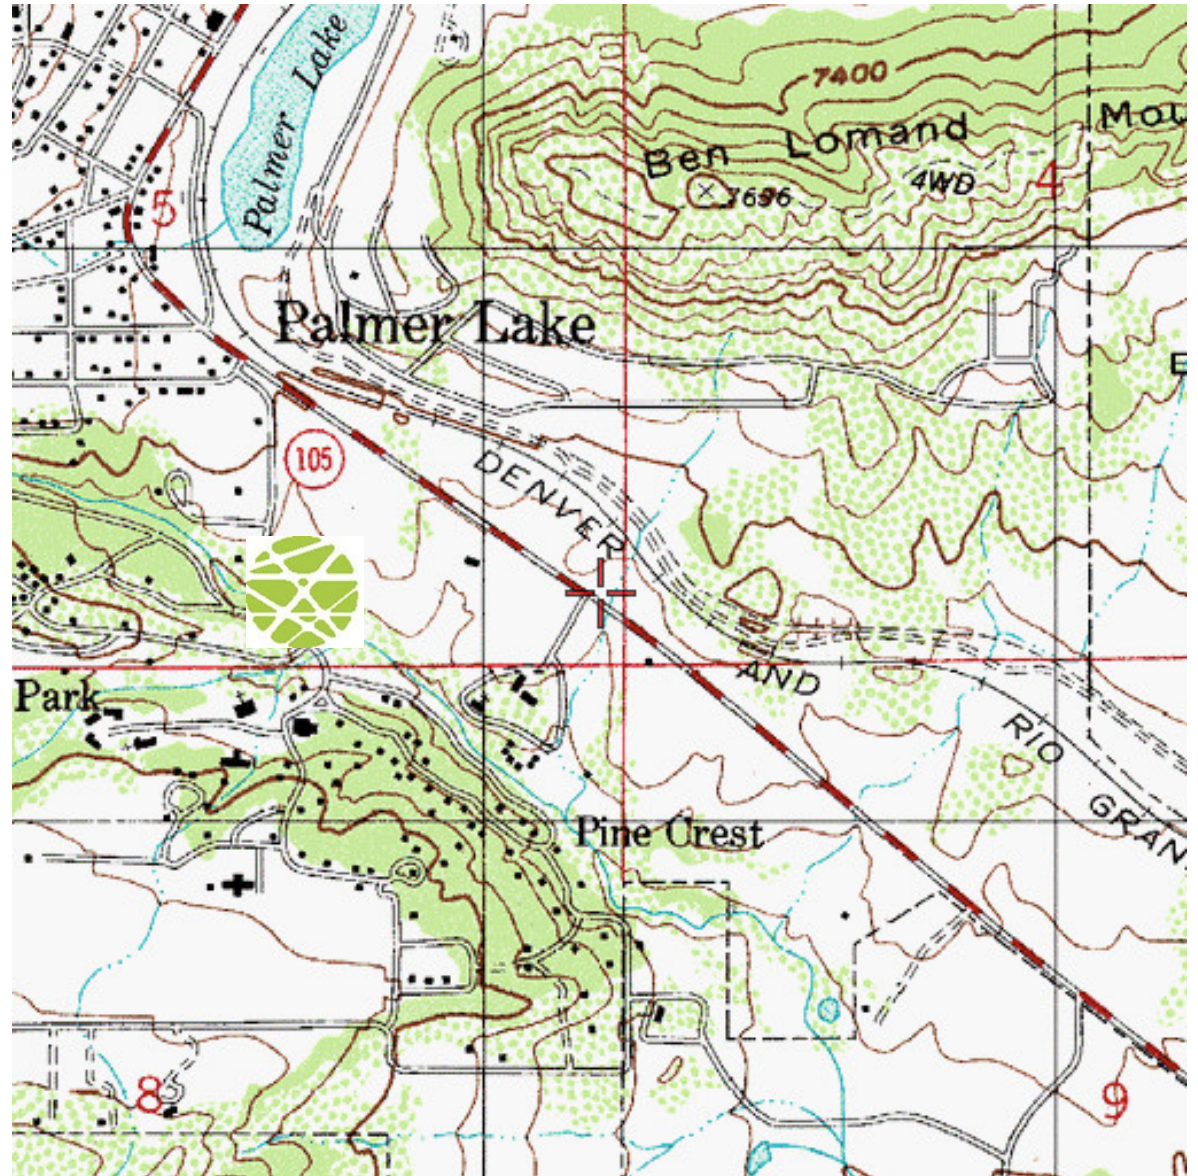 Palmer Lake
7400
Ben Lomand Mou
7696
4WD
4
5
Palmer Lake
E
105
DENVER AND RIO GRAN
Park
Pine Crest
8
9